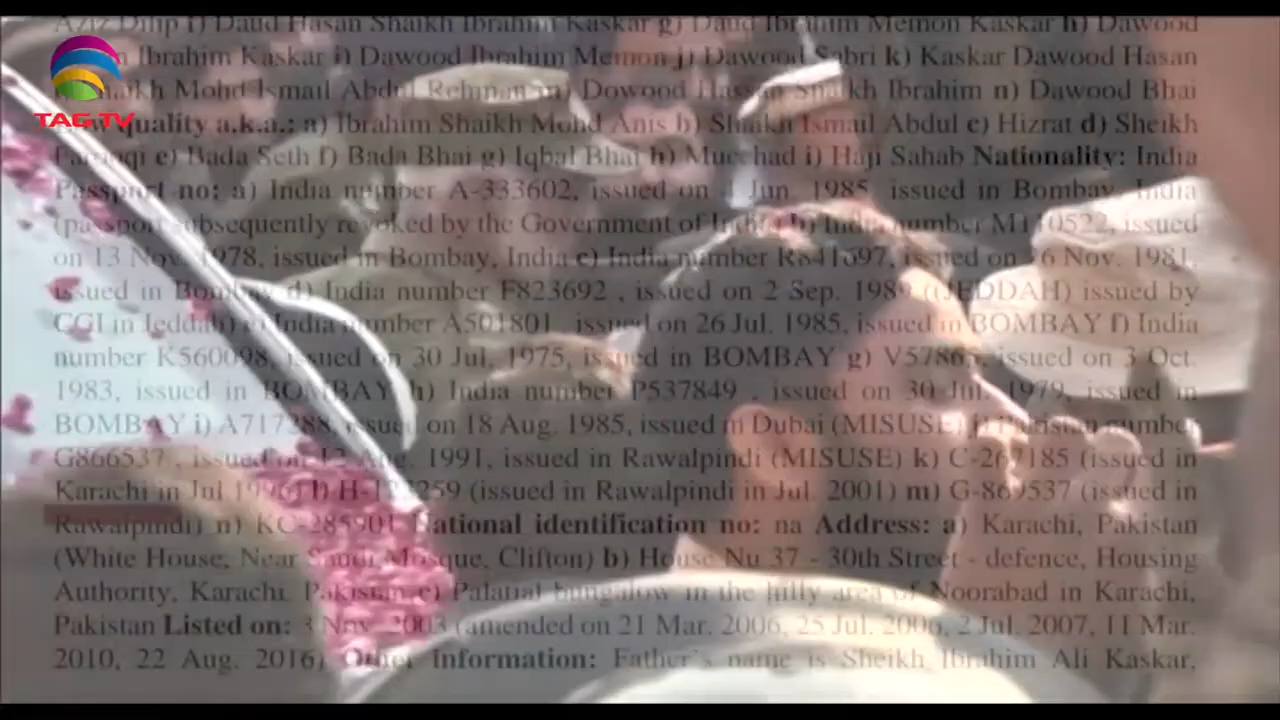 Aziz Dilip f) Daud Hasan Shaikh Ibrahim Kaskar g) Daud Ibrahim Memon Kaskar h) Dawood
Ibrahim Kaskar i) Dawood Ibrahim Memon j) Dawood Sabri k) Kaskar Dawood Hasan
Shaikh Mohd Ismail Abdul Rehman m) Dowood Hassan Shaikh Ibrahim n) Dawood Bhai
TAG TV
quality a.k.a.: a) Ibrahim Shaikh Mohd Anis b) Shaikh Ismail Abdul c) Hizrat d) Sheikh
Farooqi e) Bada Seth f) Bada Bhai g) Iqbal Bhai h) Mucchad i) Haji Sahab Nationality: India
Passport no: a) India number A-333602, issued on 4 Jun. 1985, issued in Bombay, India
(passport subsequently revoked by the Government of India) b) India number M110522, issued
on 13 Nov. 1978, issued in Bombay, India c) India number R841697, issued on 26 Nov. 1981,
issued in Bombay d) India number F823692 , issued on 2 Sep. 1989 ((JEDDAH) issued by
CGI in Jeddah) e) India number A501801 , issued on 26 Jul. 1985, issued in BOMBAY f) India
number K560098, issued on 30 Jul, 1975, issued in BOMBAY g) issued on 3 Oct.
1983, issued in BOMBAY h) India number P537849 , issued on 30 Jul. 1979, issued in
BOMBAY i) A717288, issued on 18 Aug. 1985, issued in Dubai (MISUSE) j) Pakistan number
G866537 , issued on 12 Aug. 1991, issued in Rawalpindi (MISUSE) k) C-267185 (issued in
Karachi in Jul 1996) l) (issued in Rawalpindi in Jul. 2001) m) G-869537 (issued in
Rawalpindi) n) KC-285901 National identification no: na Address: a) Karachi, Pakistan
(White House, Near Saudi Mosque, Clifton) b) House Nu 37 - 30th Street - defence, Housing
Authority, Karachi, Pakistan c) Palatial bungalow in the hilly area of Noorabad in Karachi,
Pakistan Listed on: 3 Nov. 2003 (amended on 21 Mar. 2006, 25 Jul. 2006, 2 Jul. 2007, 11 Mar.
2010, 22 Aug. 2016) Other Information: Father's name is Sheikh Ibrahim Ali Kaskar,